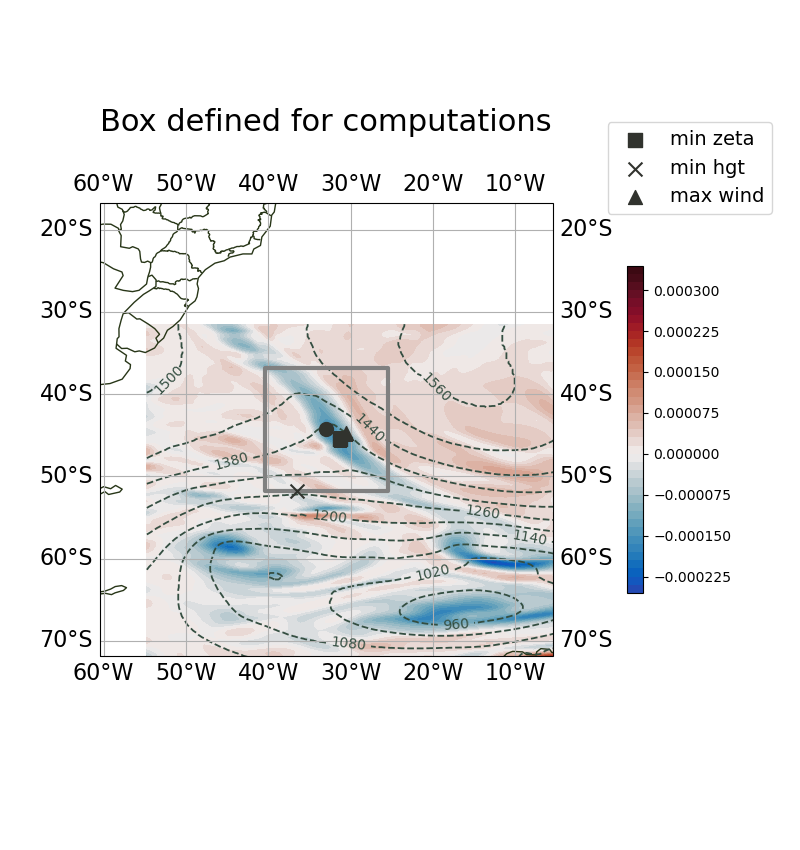 Box defined for computations
min zeta
min hgt
max wind
60°W 50°W 40°W 30°W 20°W 10°W
20°S 20°S
30°S 30°S
40°S 40°S
50°S 50°S
60°S 60°S
70°S 70°S
60°W 50°W 40°W 30°W 20°W 10°W
1500
1560
1440
1380
1200
1260
1140
1020
960
1080
0.000300
0.000225
0.000150
0.000075
0.000000
−0.000075
−0.000150
−0.000225